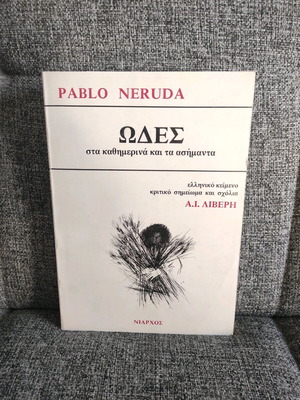 PABLO NERUDA
ΩΔΕΣ
στα καθημερινά και τα ασήμαντα
ελληνικό κείμενο
κριτικό σημείωμα και σχόλια
Α.Ι. ΛΙΒΕΡΗ
ΝΙΑΡΧΟΣ